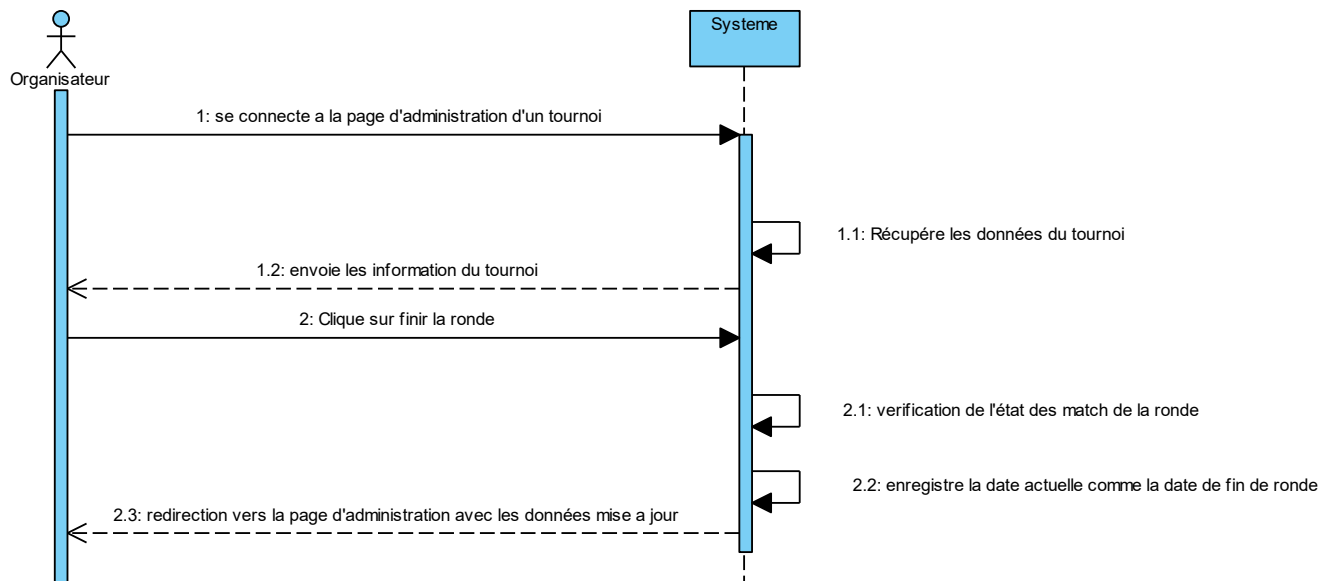 Systeme
Organisateur
1: se connecte a la page d'administration d'un tournoi
1.1: Récupére les données du tournoi
1.2: envoie les information du tournoi
2: Clique sur finir la ronde
2.1: verification de l'état des match de la ronde
2.2: enregistre la date actuelle comme la date de fin de ronde
2.3: redirection vers la page d'administration avec les données mise a jour